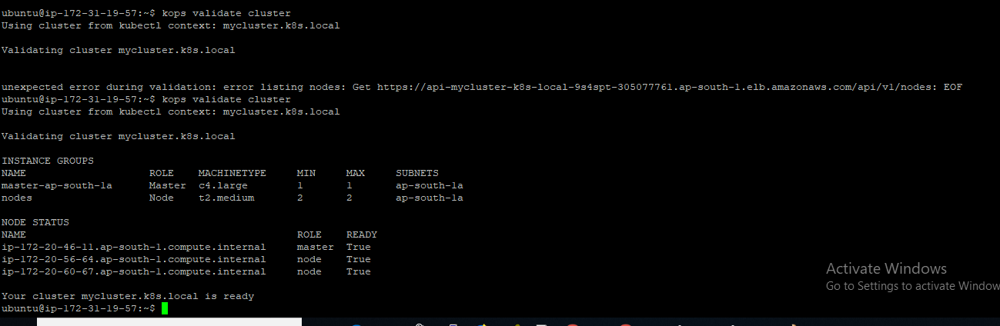 ubuntu@ip-172-31-19-57:~$ kops validate cluster
Using cluster from kubectl context: mycluster.k8s.local
Validating cluster mycluster.k8s.local
unexpected error during validation: error listing nodes: Get https://api-mycluster-k8s-local-9s4spt-305077761.ap-south-1.elb.amazonaws.com/api/v1/nodes: EOF
ubuntu@ip-172-31-19-57:~$ kops validate cluster
Using cluster from kubectl context: mycluster.k8s.local
Validating cluster mycluster.k8s.local
INSTANCE GROUPS
NAME ROLE MACHINETYPE MIN MAX SUBNETS
master-ap-south-1a Master c4.large 1 1 ap-south-1a
nodes Node t2.medium 2 2 ap-south-1a
NODE STATUS
NAME ROLE READY
ip-172-20-46-11.ap-south-1.compute.internal master True
ip-172-20-56-64.ap-south-1.compute.internal node True
ip-172-20-60-67.ap-south-1.compute.internal node True
Your cluster mycluster.k8s.local is ready
ubuntu@ip-172-31-19-57:~$
Activate Windows
Go to Settings to activate Window